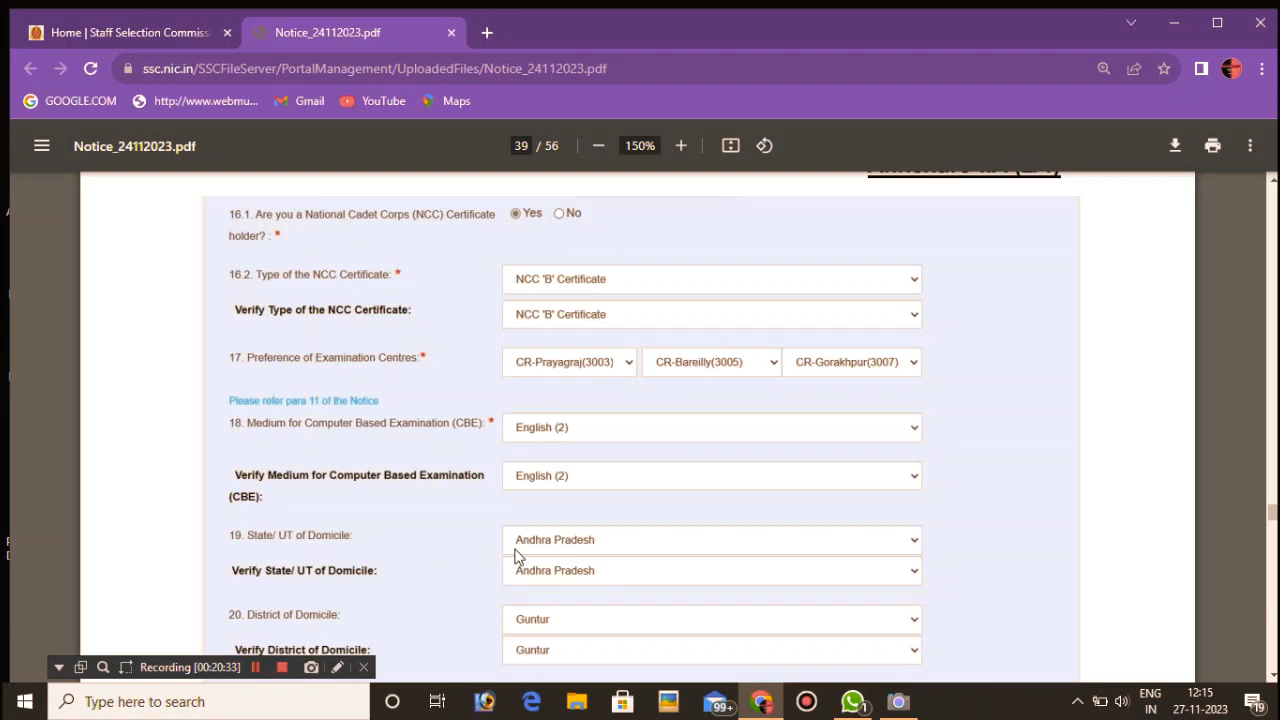 Home | Staff Selection Commiss
Notice_24112023.pdf
ssc.nic.in/SSCFileServer/PortalManagement/UploadedFiles/Notice_24112023.pdf
GOOGLE.COM
http://www.webmu...
Gmail
YouTube
Maps
Notice_24112023.pdf
39 / 56
150%
16.1. Are you a National Cadet Corps (NCC) Certificate
holder? : *
Yes
No
16.2. Type of the NCC Certificate: *
NCC 'B' Certificate
Verify Type of the NCC Certificate:
NCC 'B' Certificate
17. Preference of Examination Centres:*
CR-Prayagraj(3003)
CR-Bareilly(3005)
CR-Gorakhpur(3007)
Please refer para 11 of the Notice
18. Medium for Computer Based Examination (CBE): *
English (2)
Verify Medium for Computer Based Examination
(CBE):
English (2)
19. State/ UT of Domicile:
Andhra Pradesh
Verify State/ UT of Domicile:
Andhra Pradesh
20. District of Domicile:
Guntur
Verify District of Domicile:
Guntur
Recording [00:20:33]
Type here to search
99+
1
ENG
IN
12:15
27-11-2023
19